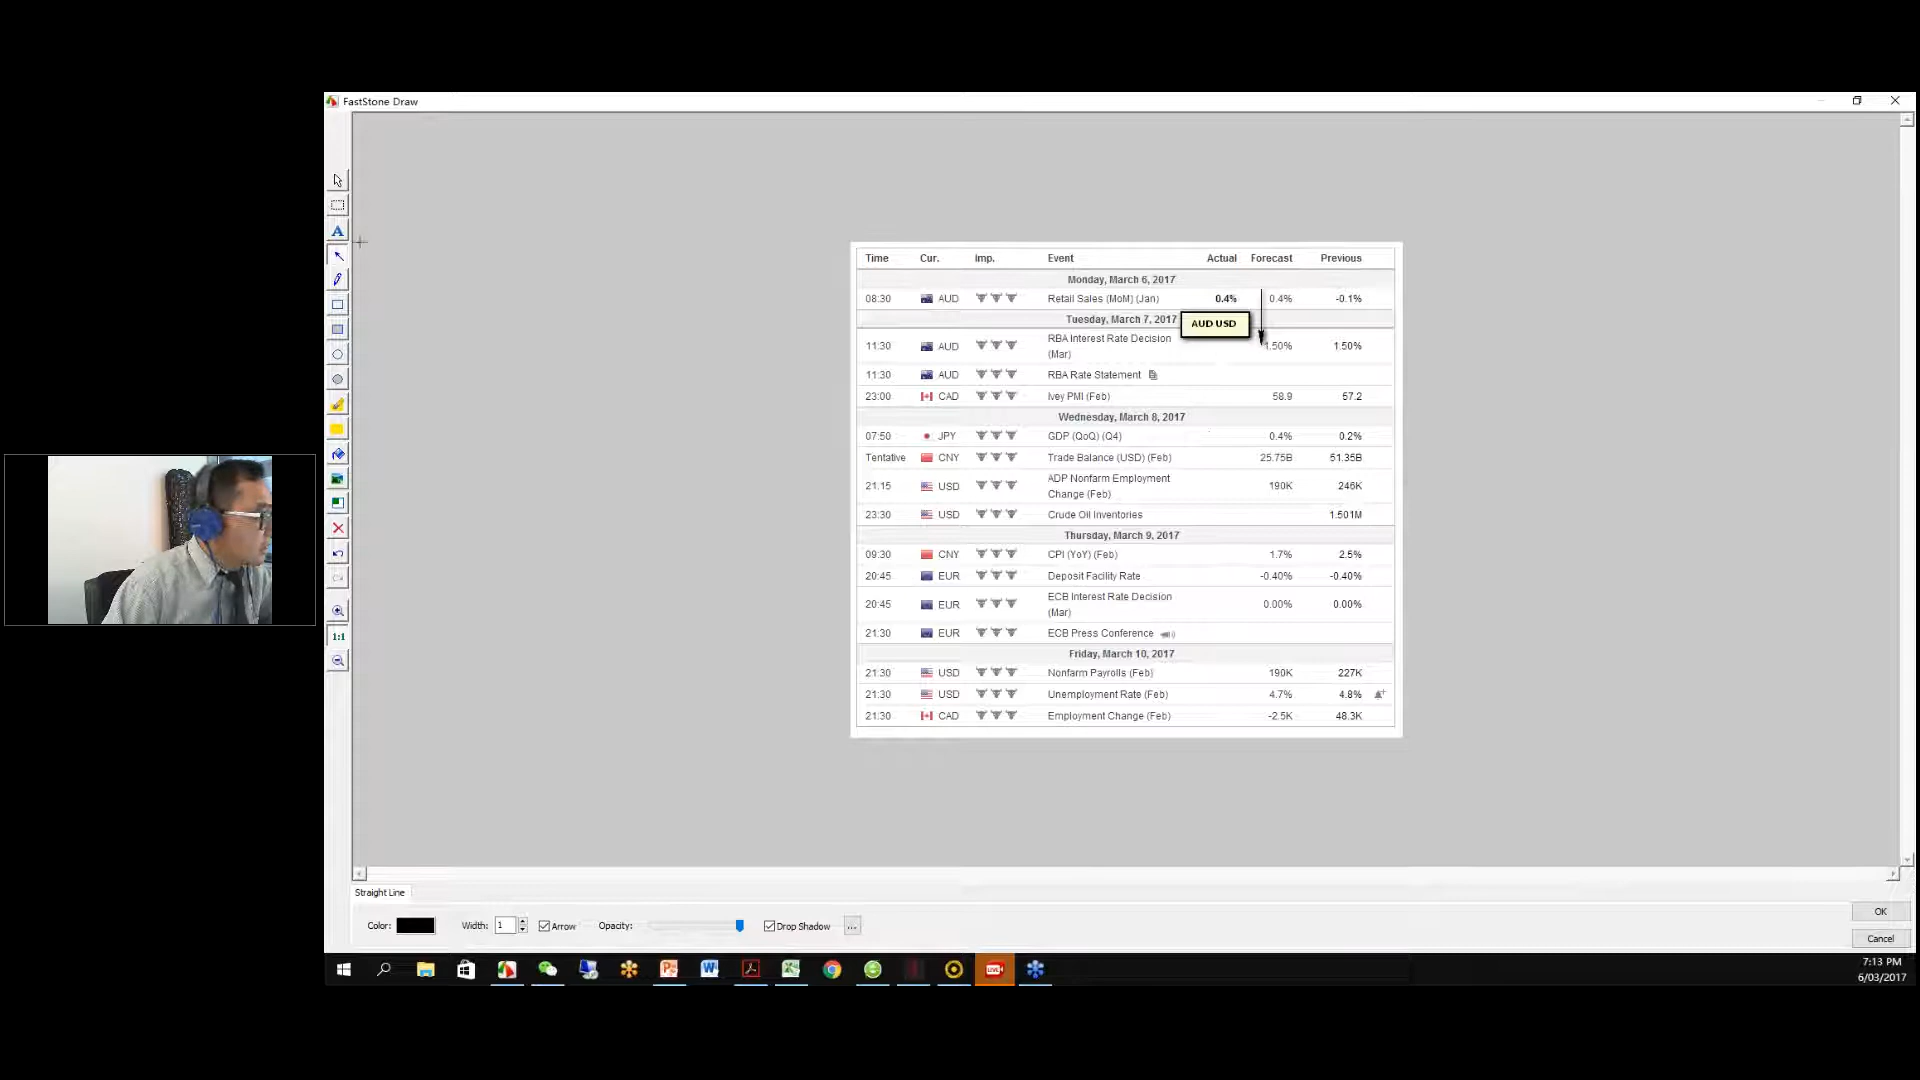 FastStone Draw
Time Cur. Imp. Event Actual Forecast Previous
Monday, March 6, 2017
08:30 AUD Retail Sales (MoM) (Jan) 0.4% 0.4% -0.1%
Tuesday, March 7, 2017
AUD USD
11:30 AUD RBA Interest Rate Decision (Mar) 1.50% 1.50%
11:30 AUD RBA Rate Statement
23:00 CAD Ivey PMI (Feb) 58.9 57.2
Wednesday, March 8, 2017
07:50 JPY GDP (QoQ) (Q4) 0.4% 0.2%
Tentative CNY Trade Balance (USD) (Feb) 25.75B 51.35B
21:15 USD ADP Nonfarm Employment Change (Feb) 190K 246K
23:30 USD Crude Oil Inventories 1.501M
Thursday, March 9, 2017
09:30 CNY CPI (YoY) (Feb) 1.7% 2.5%
20:45 EUR Deposit Facility Rate -0.40% -0.40%
20:45 EUR ECB Interest Rate Decision (Mar) 0.00% 0.00%
21:30 EUR ECB Press Conference
Friday, March 10, 2017
21:30 USD Nonfarm Payrolls (Feb) 190K 227K
21:30 USD Unemployment Rate (Feb) 4.7% 4.8%
21:30 CAD Employment Change (Feb) -2.5K 48.3K
1:1
Straight Line
Color: Width: 1 Arrow Opacity: Drop Shadow ...
OK
Cancel
7:13 PM
6/03/2017